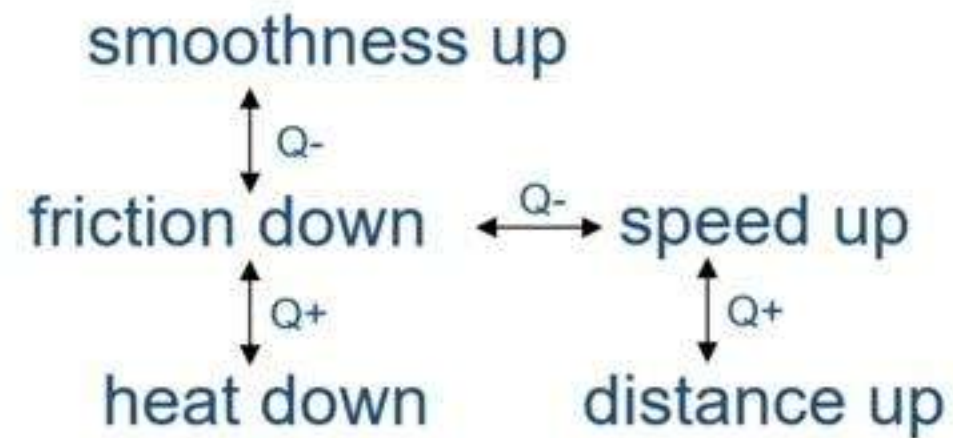 smoothness up
Q-
friction down
Q-
speed up
Q+
Q+
heat down
distance up